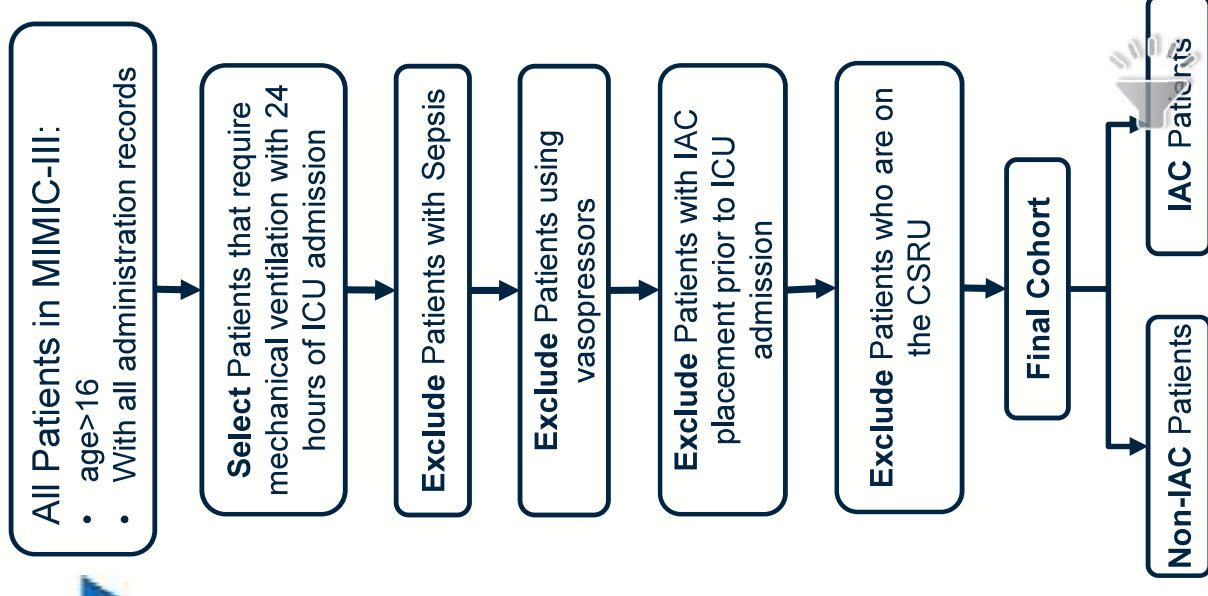 All Patients in MIMIC-III:
• age>16
• With all administration records
Select Patients that require
mechanical ventilation with 24
hours of ICU admission
Exclude Patients with Sepsis
Exclude Patients using
vasopressors
Exclude Patients with IAC
placement prior to ICU
admission
Exclude Patients who are on
the CSRU
Final Cohort
Non-IAC Patients
IAC Patients